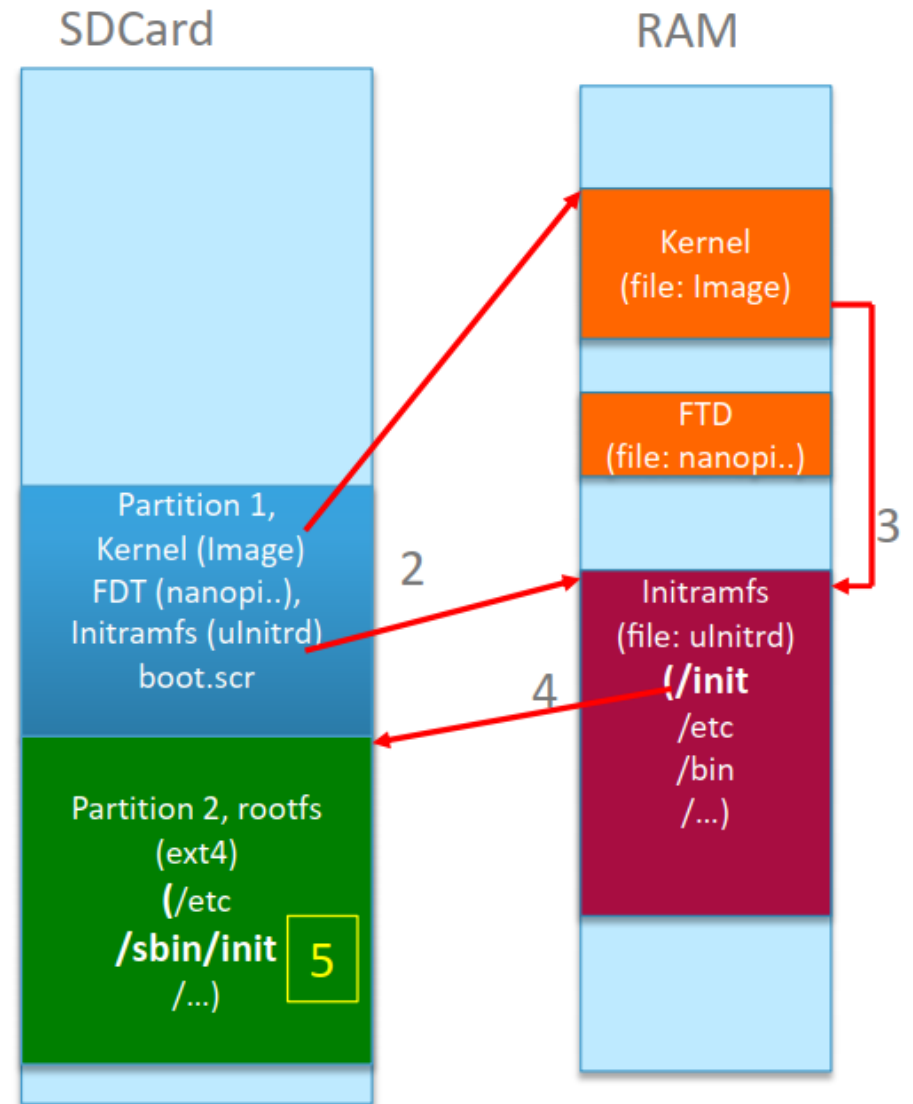 SDCard
RAM
Kernel
(file: Image)
FTD
(file: nanopi..)
3
Partition 1,
Kernel (Image)
FDT (nanopi..),
Initramfs (uInitrd)
boot.scr
2
Initramfs
(file: uInitrd)
(/init
/etc
/bin
/...)
4
Partition 2, rootfs
(ext4)
(/etc
/sbin/init
/...)
5